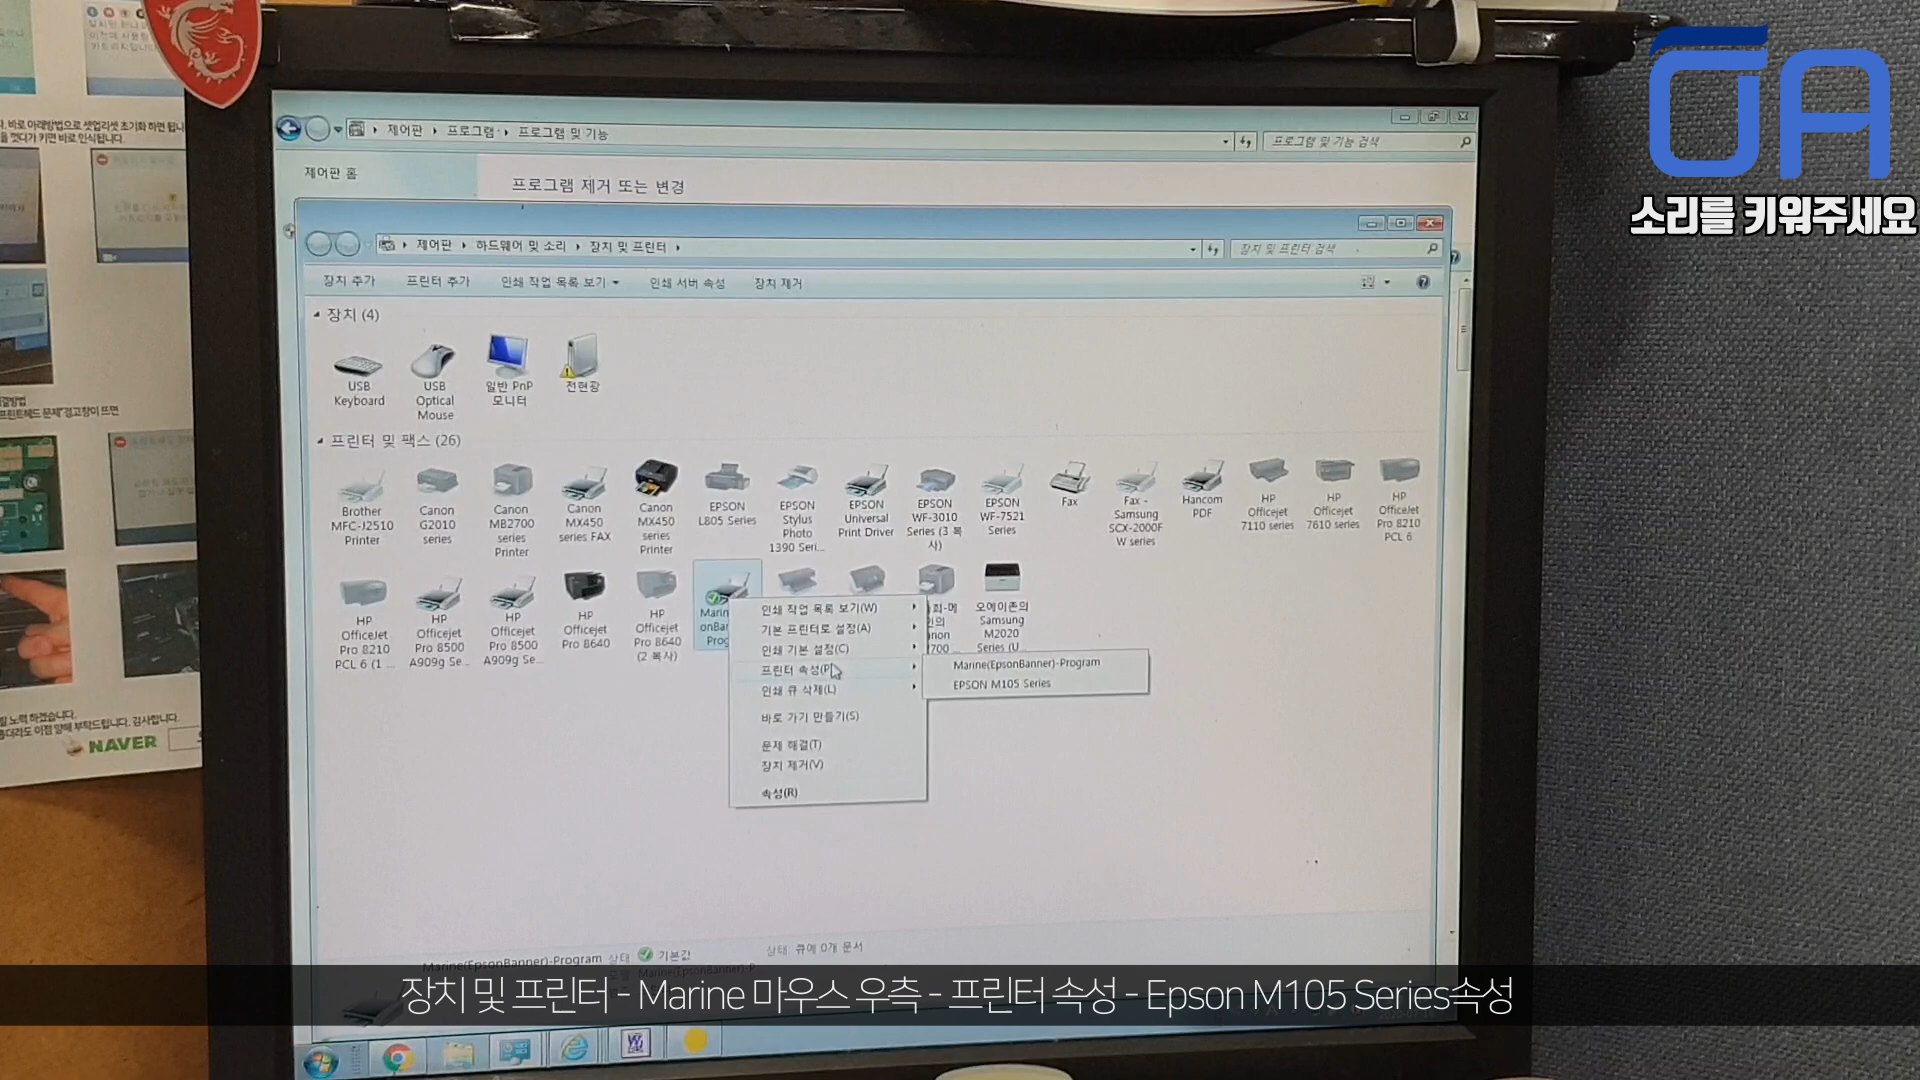 소리를 키워주세요
제어판 프로그램 프로그램 및 기능
프로그램 및 기능 검색
제어판 홈
프로그램 제거 또는 변경
제어판 하드웨어 및 소리 장치 및 프린터
장치 및 프린터 검색
장치 추가 프린터 추가 인쇄 작업 목록 보기 인쇄 서버 속성 장치 제거
장치 (4)
USB Keyboard
USB Optical Mouse
일반 PnP 모니터
전현광
프린터 및 팩스 (26)
Brother MFC-J2510 Printer
Canon G2010 series
Canon MB2700 series Printer
Canon MX450 series FAX
Canon MX450 series Printer
EPSON L805 Series
EPSON Stylus Photo 1390 Seri...
EPSON Universal Print Driver
EPSON WF-3010 Series (3 복사)
EPSON WF-7521 Series
Fax
Fax - Samsung SCX-2000FW series
Hancom PDF
HP Officejet 7110 series
HP Officejet 7610 series
HP OfficeJet Pro 8210 PCL 6
HP OfficeJet Pro 8210 PCL 6 (1 ...
HP Officejet Pro 8500 A909g Se...
HP Officejet Pro 8500 A909g Se...
HP Officejet Pro 8640
HP Officejet Pro 8640 (2 복사)
오에이존의 Samsung M2020 Series (U...
인쇄 작업 목록 보기(W)
기본 프린터로 설정(A)
인쇄 기본 설정(C)
프린터 속성(P)
인쇄 큐 삭제(L)
바로 가기 만들기(S)
문제 해결(T)
장치 제거(V)
속성(R)
Marine(EpsonBanner)-Program
EPSON M105 Series
Marine(EpsonBanner)-Program 상태 기본값 상태 큐에 0개 문서
장치 및 프린터 - Marine 마우스 우측 - 프린터 속성 - Epson M105 Series속성
NAVER